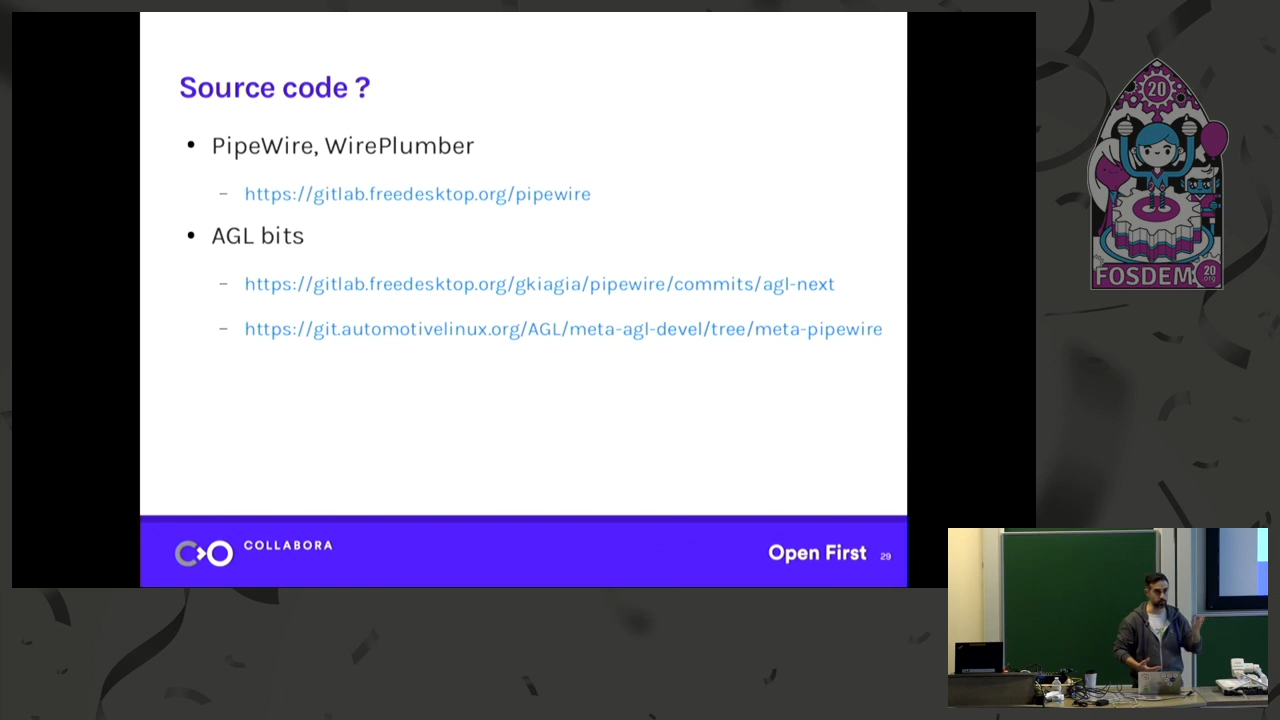 Source code ?
• PipeWire, WirePlumber
– https://gitlab.freedesktop.org/pipewire
• AGL bits
– https://gitlab.freedesktop.org/gkiagia/pipewire/commits/agl-next
– https://git.automotivelinux.org/AGL/meta-agl-devel/tree/meta-pipewire
COLLABORA
Open First 29
20
FOSDEM 20 .org